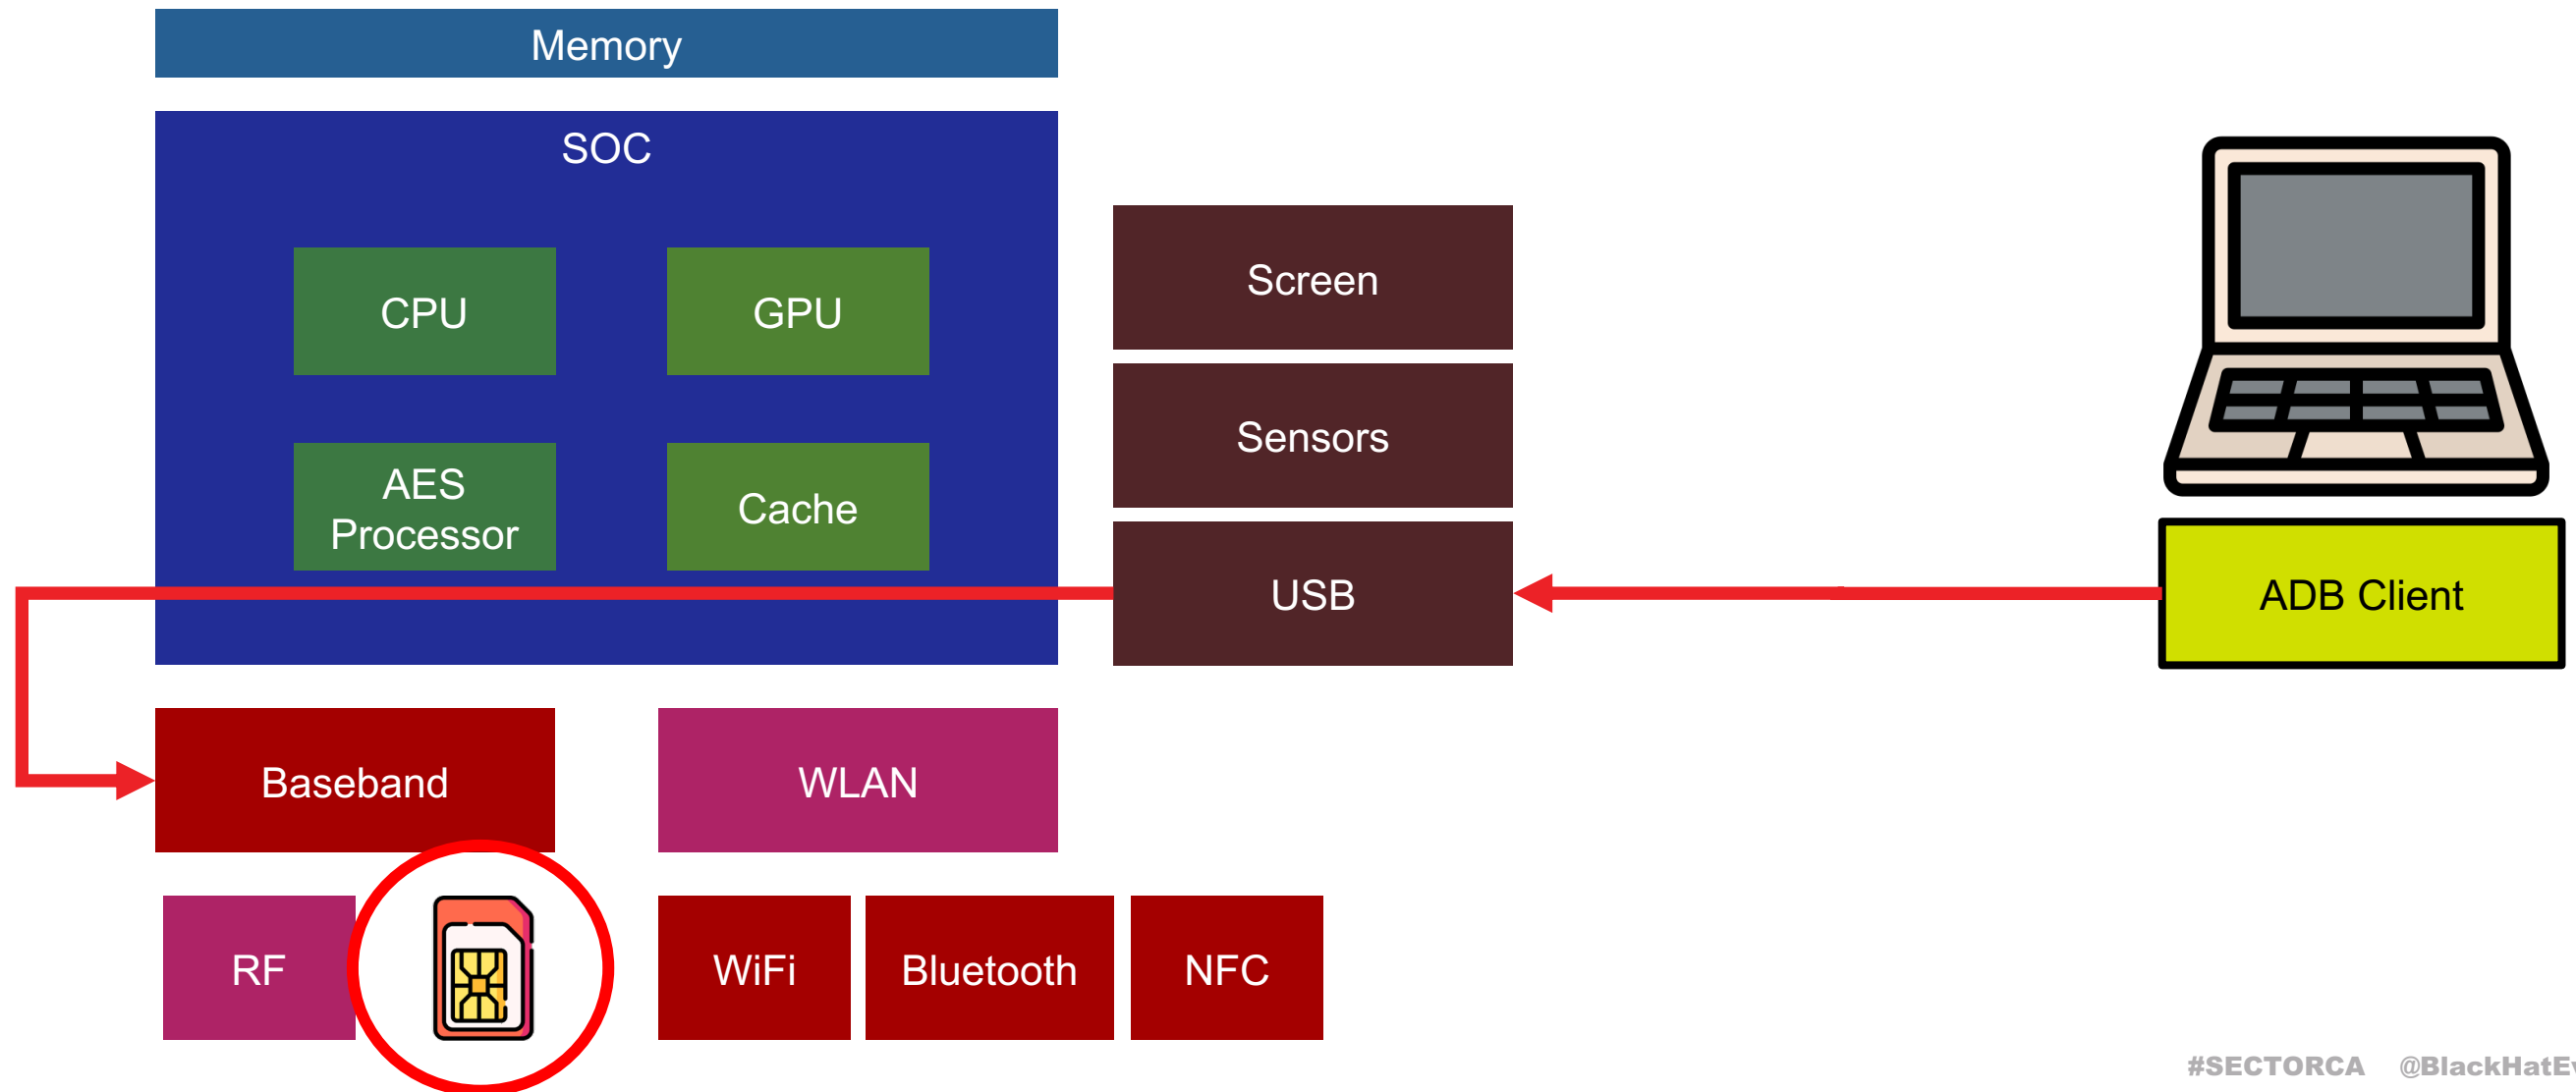 Memory
SOC
CPU
GPU
AES
Processor
Cache
Screen
Sensors
USB
ADB Client
Baseband
WLAN
RF
WiFi
Bluetooth
NFC
#SECTORCA @BlackHatEv